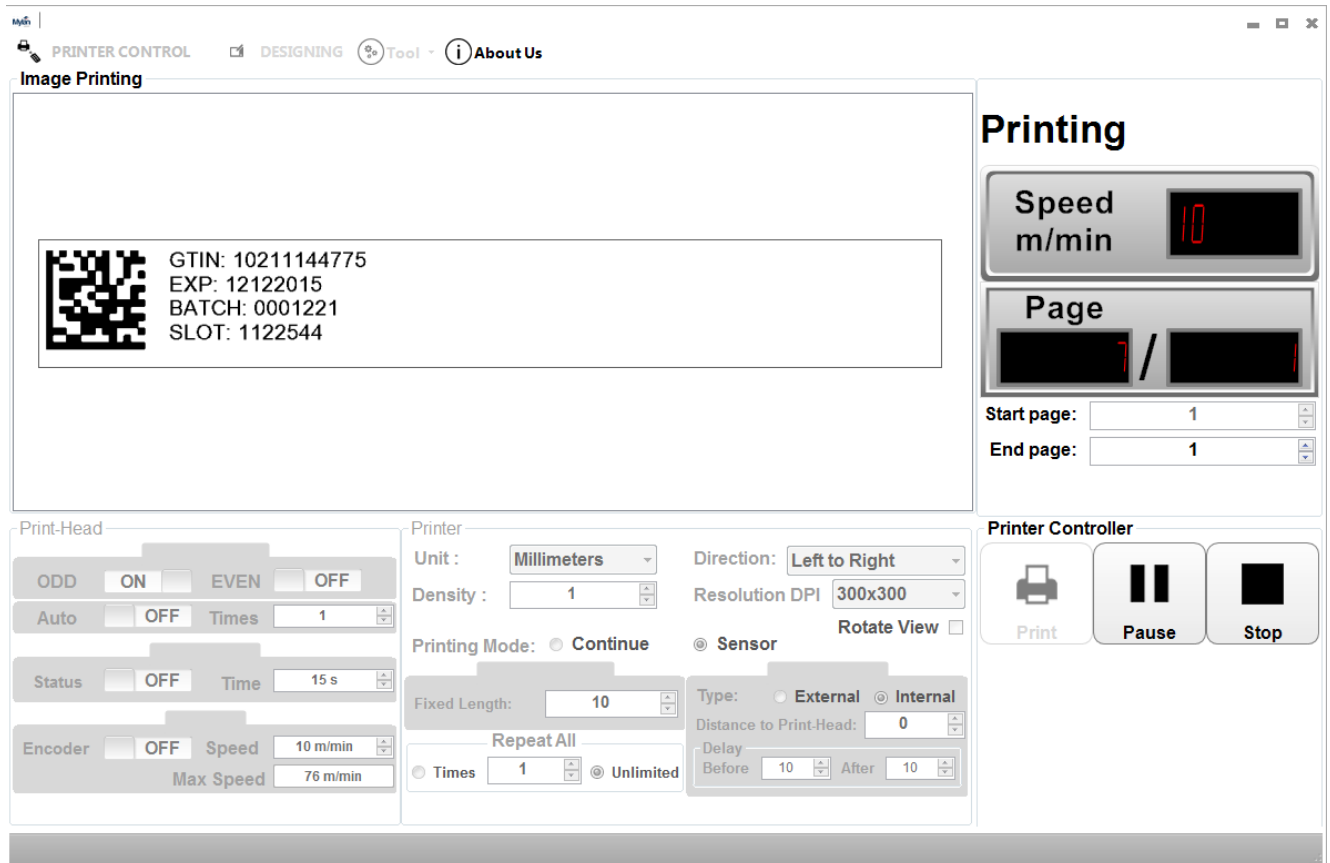 Mylan
PRINTER CONTROL DESIGNING Tool About Us
Image Printing
GTIN: 10211144775
EXP: 12122015
BATCH: 0001221
SLOT: 1122544
Printing
Speed
m/min
10
Page
7 / 1
Start page: 1
End page: 1
Print-Head
ODD ON EVEN OFF
Auto OFF Times 1
Status OFF Time 15 s
Encoder OFF Speed 10 m/min
Max Speed 76 m/min
Printer
Unit : Millimeters Direction: Left to Right
Density : 1 Resolution DPI 300x300
Rotate View
Printing Mode: Continue Sensor
Fixed Length: 10
Repeat All
Times 1 Unlimited
Type: External Internal
Distance to Print-Head: 0
Delay
Before 10 After 10
Printer Controller
Print Pause Stop